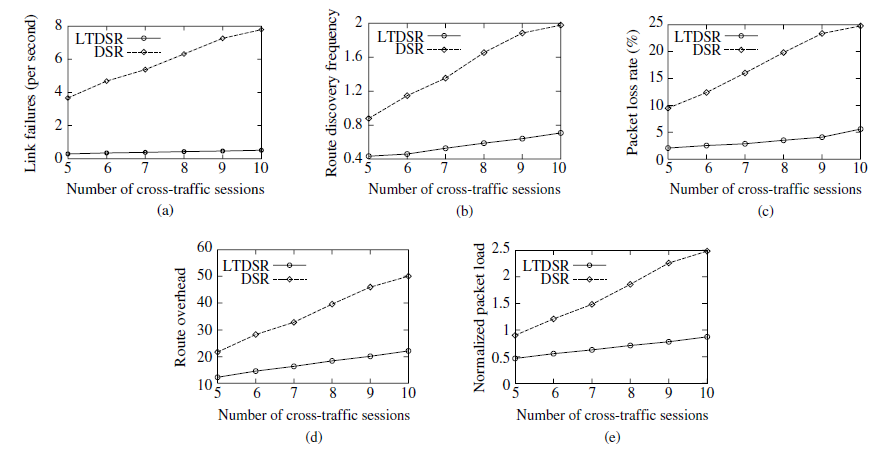 8
6
4
2
0
Link failures (per second)
LTDSR
DSR
5 6 7 8 9 10
Number of cross-traffic sessions
(a)
2
1.6
1.2
0.8
0.4
Route discovery frequency
LTDSR
DSR
5 6 7 8 9 10
Number of cross-traffic sessions
(b)
25
20
15
10
5
0
Packet loss rate (%)
LTDSR
DSR
5 6 7 8 9 10
Number of cross-traffic sessions
(c)
60
50
40
30
20
10
Route overhead
LTDSR
DSR
5 6 7 8 9 10
Number of cross-traffic sessions
(d)
2.5
2
1.5
1
0.5
0
Normalized packet load
LTDSR
DSR
5 6 7 8 9 10
Number of cross-traffic sessions
(e)